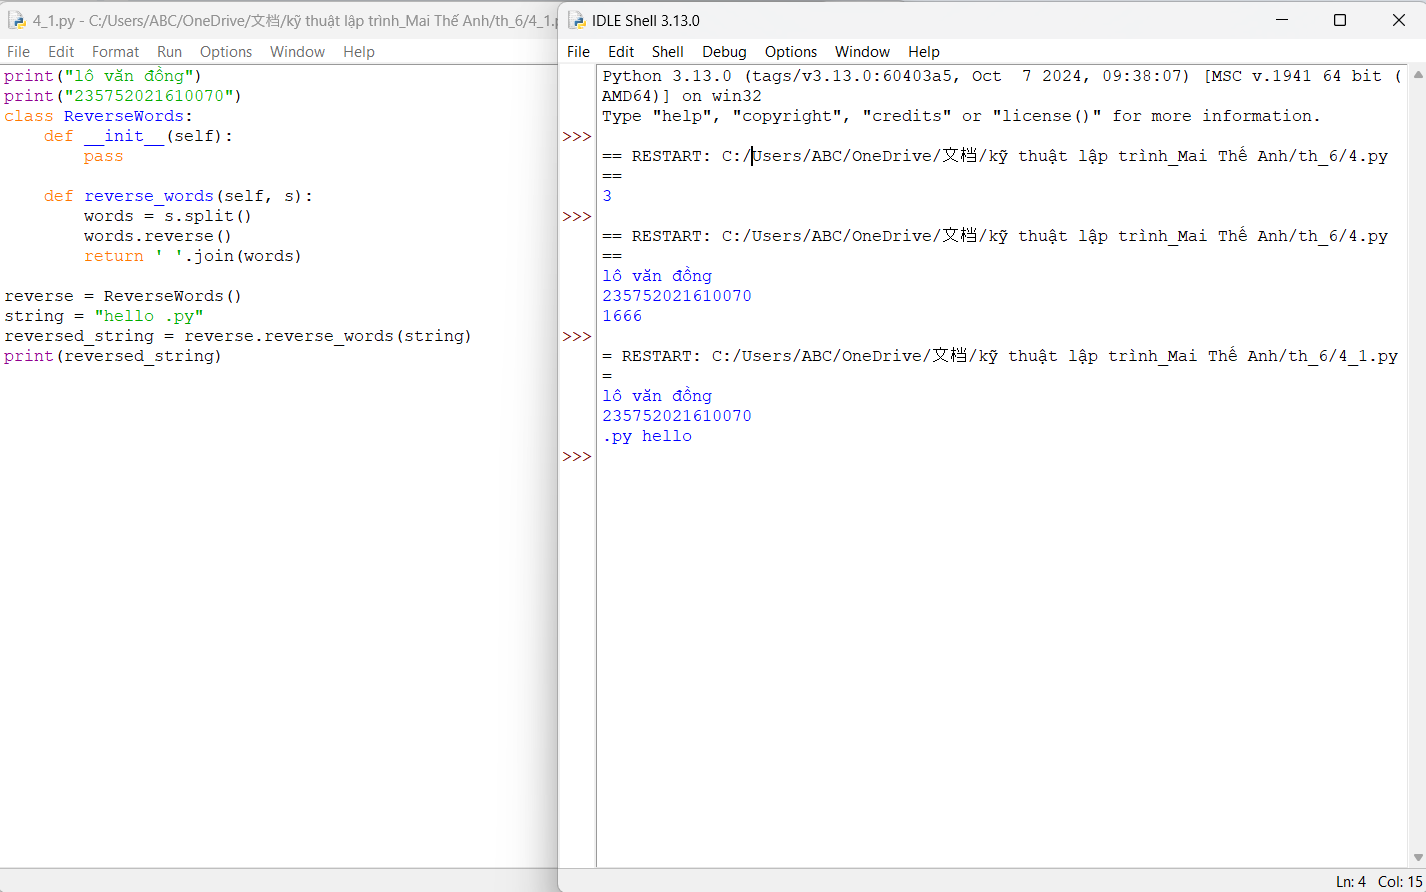 4_1.py - C:/Users/ABC/OneDrive/文档/kỹ thuật lập trình_Mai Thế Anh/th_6/4_1.p
File Edit Format Run Options Window Help
print("lô văn đồng")
print("235752021610070")
class ReverseWords:
    def __init__(self):
        pass
    def reverse_words(self, s):
        words = s.split()
        words.reverse()
        return ' '.join(words)
reverse = ReverseWords()
string = "hello .py"
reversed_string = reverse.reverse_words(string)
print(reversed_string)
IDLE Shell 3.13.0
File Edit Shell Debug Options Window Help
Python 3.13.0 (tags/v3.13.0:60403a5, Oct  7 2024, 09:38:07) [MSC v.1941 64 bit (
AMD64)] on win32
Type "help", "copyright", "credits" or "license()" for more information.
>>>
== RESTART: C:/Users/ABC/OneDrive/文档/kỹ thuật lập trình_Mai Thế Anh/th_6/4.py
==
3
>>>
== RESTART: C:/Users/ABC/OneDrive/文档/kỹ thuật lập trình_Mai Thế Anh/th_6/4.py
==
lô văn đồng
235752021610070
1666
>>>
= RESTART: C:/Users/ABC/OneDrive/文档/kỹ thuật lập trình_Mai Thế Anh/th_6/4_1.py
=
lô văn đồng
235752021610070
.py hello
>>>
Ln: 4 Col: 15